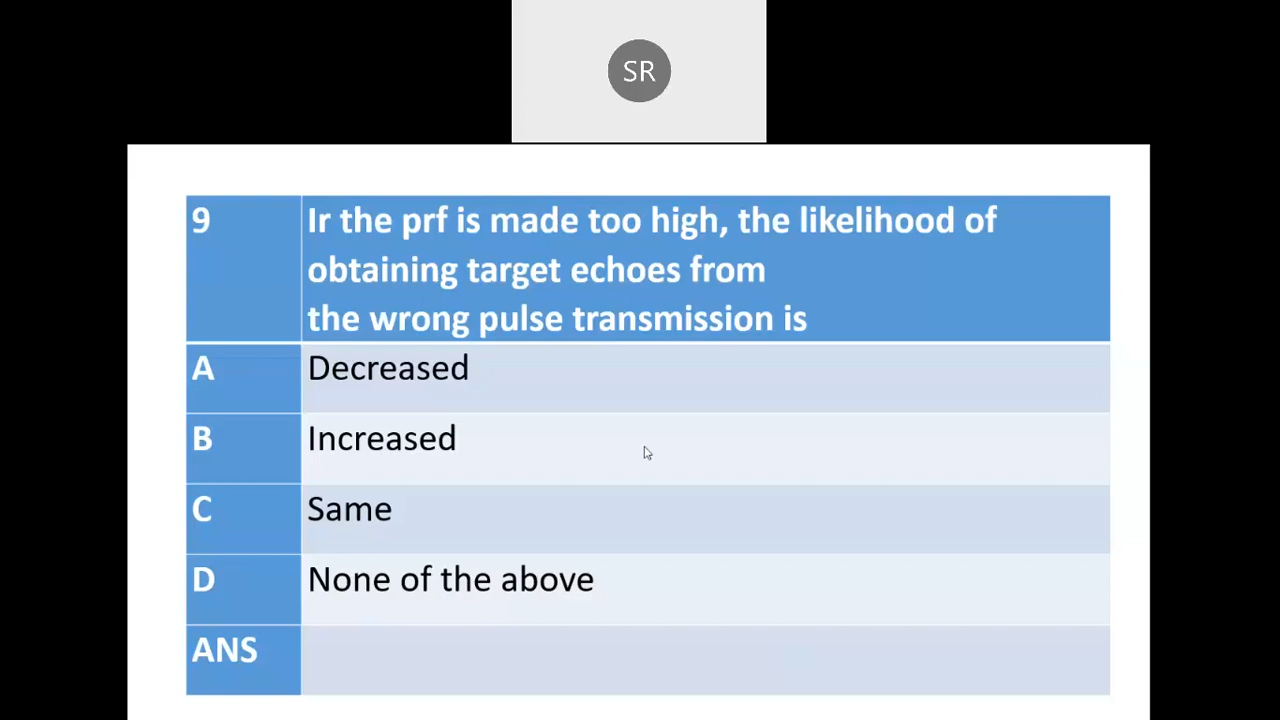 SR
9 Ir the prf is made too high, the likelihood of
obtaining target echoes from
the wrong pulse transmission is
A Decreased
B Increased
C Same
D None of the above
ANS